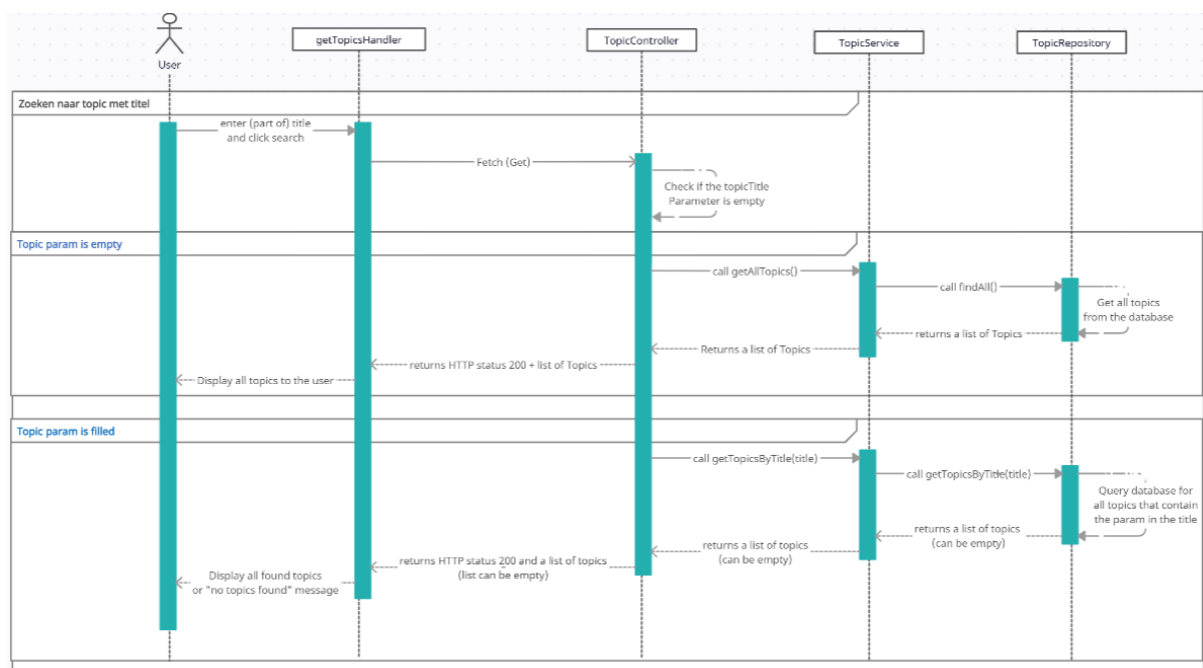 getTopicsHandler
TopicController
TopicService
TopicRepository
User
Zoeken naar topic met titel
enter (part of) title
and click search
Fetch (Get)
Check if the topicTitle
Parameter is empty
Topic param is empty
call getAllTopics()
call findAll()
Get all topics
from the database
returns a list of Topics
Returns a list of Topics
returns HTTP status 200 + list of Topics
Display all topics to the user
Topic param is filled
call getTopicsByTitle(title)
call getTopicsByTitle(title)
Query database for
all topics that contain
the param in the title
returns a list of topics
(can be empty)
returns a list of topics
(can be empty)
returns HTTP status 200 and a list of topics
(list can be empty)
Display all found topics
or "no topics found" message